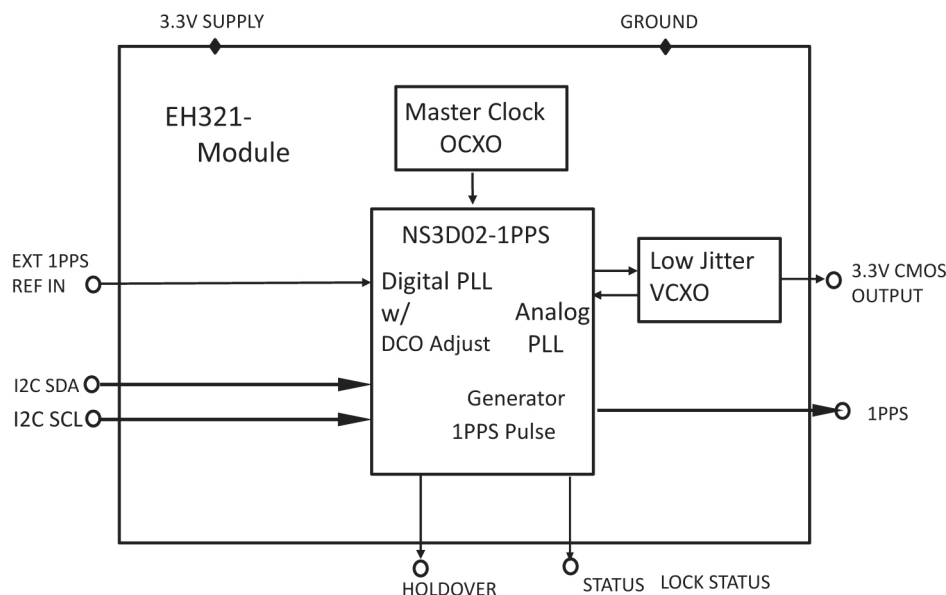 3.3V SUPPLY
GROUND
EH321-
Module
Master Clock
OCXO
NS3D02-1PPS
EXT 1PPS
REF IN
Digital PLL
w/
DCO Adjust
Analog
PLL
Low Jitter
VCXO
3.3V CMOS
OUTPUT
I2C SDA
I2C SCL
Generator
1PPS Pulse
1PPS
HOLDOVER
STATUS LOCK STATUS